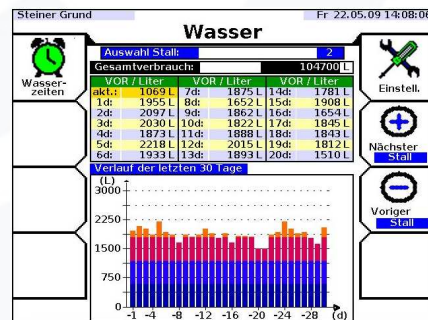 Steiner Grund Fr 22.05.09 14:08:06
Wasser
Auswahl Stall: 2
Gesamtverbrauch: 104700 L
Wasser-
zeiten
Einstell.
Nächster
Stall
Voriger
Stall
VOR / Liter VOR / Liter VOR / Liter
akt.: 1069 L 7d: 1875 L 14d: 1781 L
1d: 1955 L 8d: 1652 L 15d: 1908 L
2d: 2097 L 9d: 1862 L 16d: 1654 L
3d: 2030 L 10d: 1822 L 17d: 1845 L
4d: 1873 L 11d: 1888 L 18d: 1843 L
5d: 2218 L 12d: 2015 L 19d: 1812 L
6d: 1933 L 13d: 1893 L 20d: 1510 L
Verlauf der letzten 30 Tage
(L)
3000
2250
1500
750
0
-1 -4 -8 -12 -16 -20 -24 -28 (d)